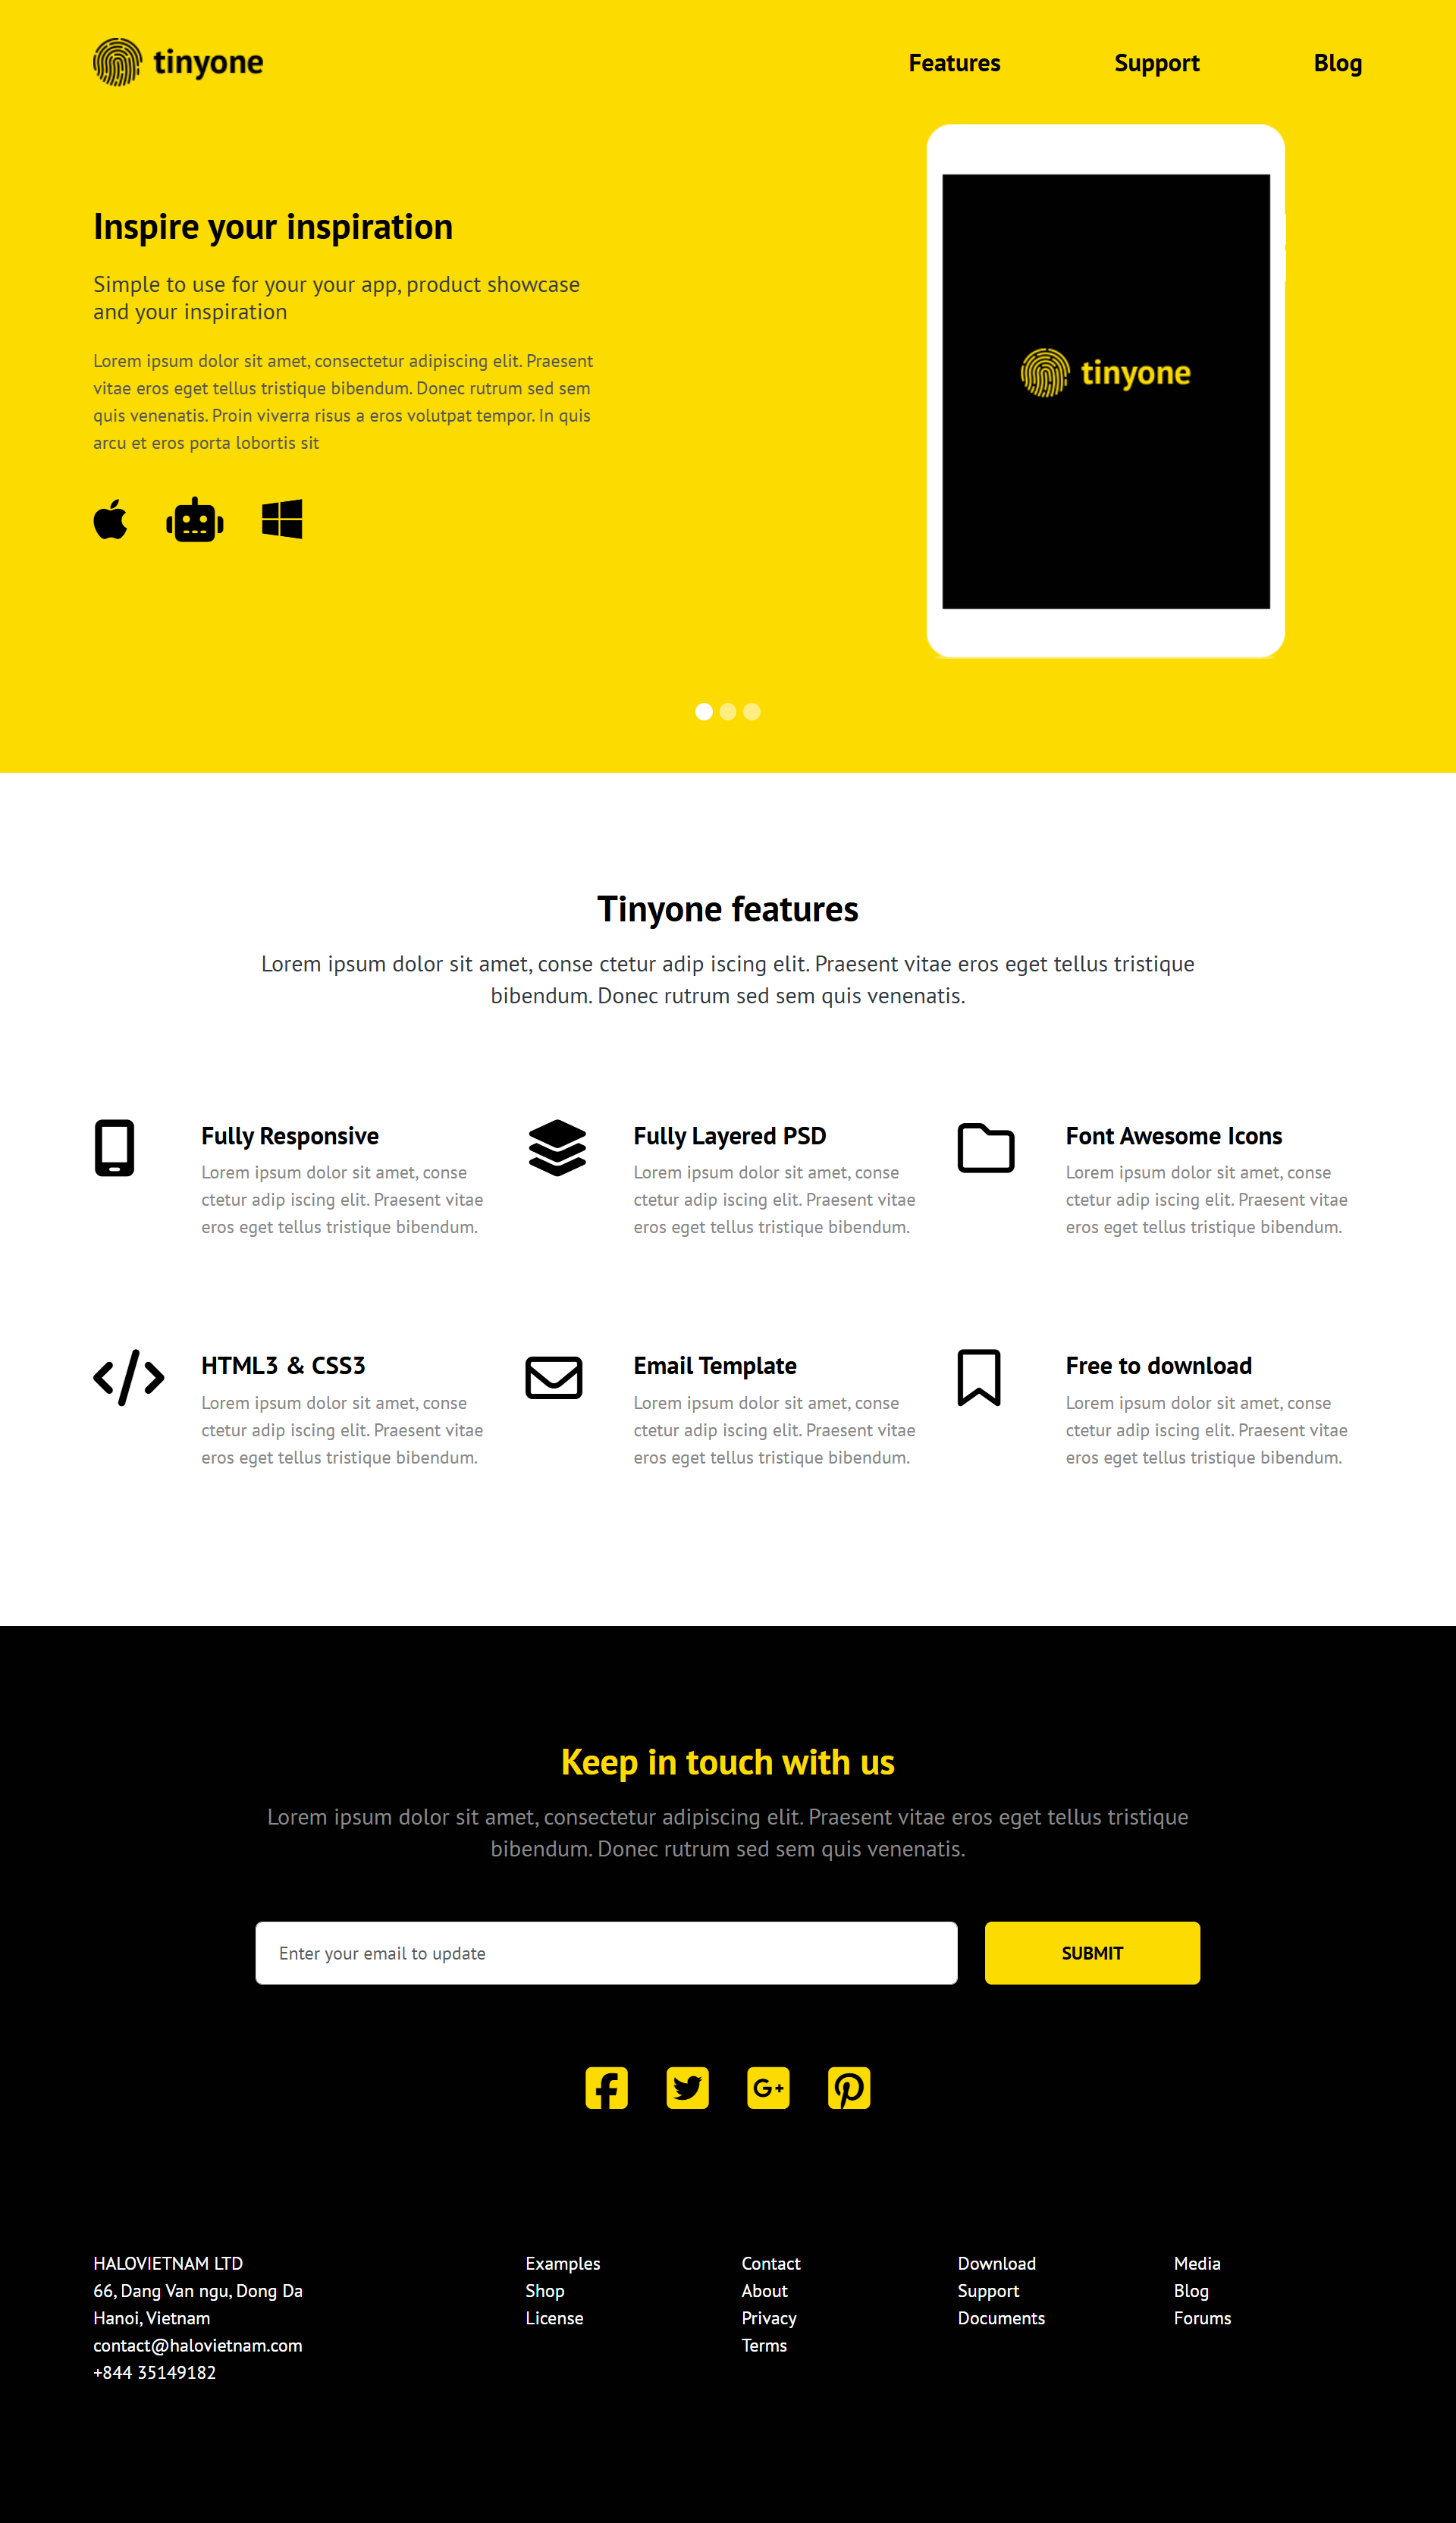 tinyone
Features
Support
Blog
Inspire your inspiration
Simple to use for your your app, product showcase
and your inspiration
Lorem ipsum dolor sit amet, consectetur adipiscing elit. Praesent
vitae eros eget tellus tristique bibendum. Donec rutrum sed sem
quis venenatis. Proin viverra risus a eros volutpat tempor. In quis
arcu et eros porta lobortis sit
tinyone
Tinyone features
Lorem ipsum dolor sit amet, conse ctetur adip iscing elit. Praesent vitae eros eget tellus tristique
bibendum. Donec rutrum sed sem quis venenatis.
Fully Responsive
Lorem ipsum dolor sit amet, conse
ctetur adip iscing elit. Praesent vitae
eros eget tellus tristique bibendum.
Fully Layered PSD
Lorem ipsum dolor sit amet, conse
ctetur adip iscing elit. Praesent vitae
eros eget tellus tristique bibendum.
Font Awesome Icons
Lorem ipsum dolor sit amet, conse
ctetur adip iscing elit. Praesent vitae
eros eget tellus tristique bibendum.
HTML3 & CSS3
Lorem ipsum dolor sit amet, conse
ctetur adip iscing elit. Praesent vitae
eros eget tellus tristique bibendum.
Email Template
Lorem ipsum dolor sit amet, conse
ctetur adip iscing elit. Praesent vitae
eros eget tellus tristique bibendum.
Free to download
Lorem ipsum dolor sit amet, conse
ctetur adip iscing elit. Praesent vitae
eros eget tellus tristique bibendum.
Keep in touch with us
Lorem ipsum dolor sit amet, consectetur adipiscing elit. Praesent vitae eros eget tellus tristique
bibendum. Donec rutrum sed sem quis venenatis.
Enter your email to update
SUBMIT
HALOVIETNAM LTD
66, Dang Van ngu, Dong Da
Hanoi, Vietnam
contact@halovietnam.com
+844 35149182
Examples
Shop
License
Contact
About
Privacy
Terms
Download
Support
Documents
Media
Blog
Forums